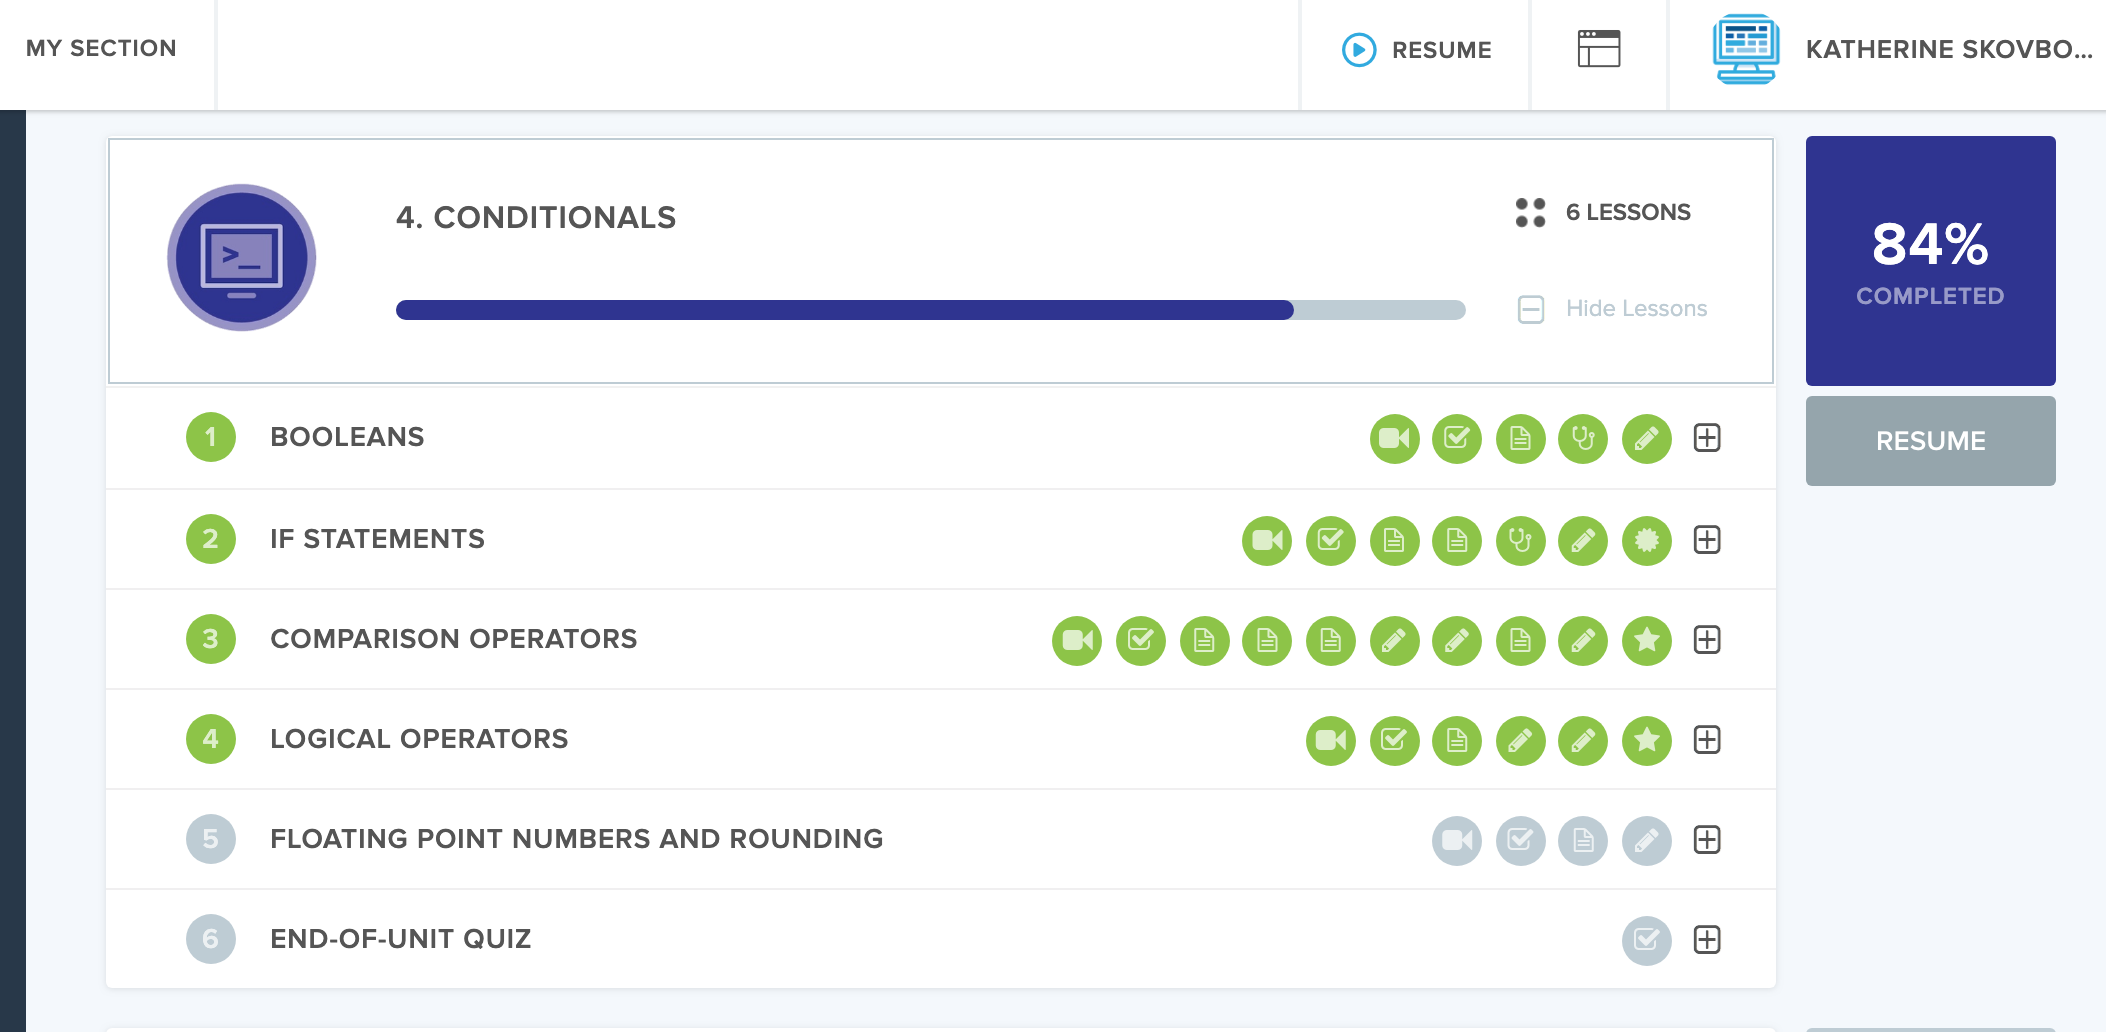 MY SECTION
RESUME
KATHERINE SKOVBO...
4. CONDITIONALS
6 LESSONS
Hide Lessons
84%
COMPLETED
RESUME
>_
1 BOOLEANS
2 IF STATEMENTS
3 COMPARISON OPERATORS
4 LOGICAL OPERATORS
5 FLOATING POINT NUMBERS AND ROUNDING
6 END-OF-UNIT QUIZ